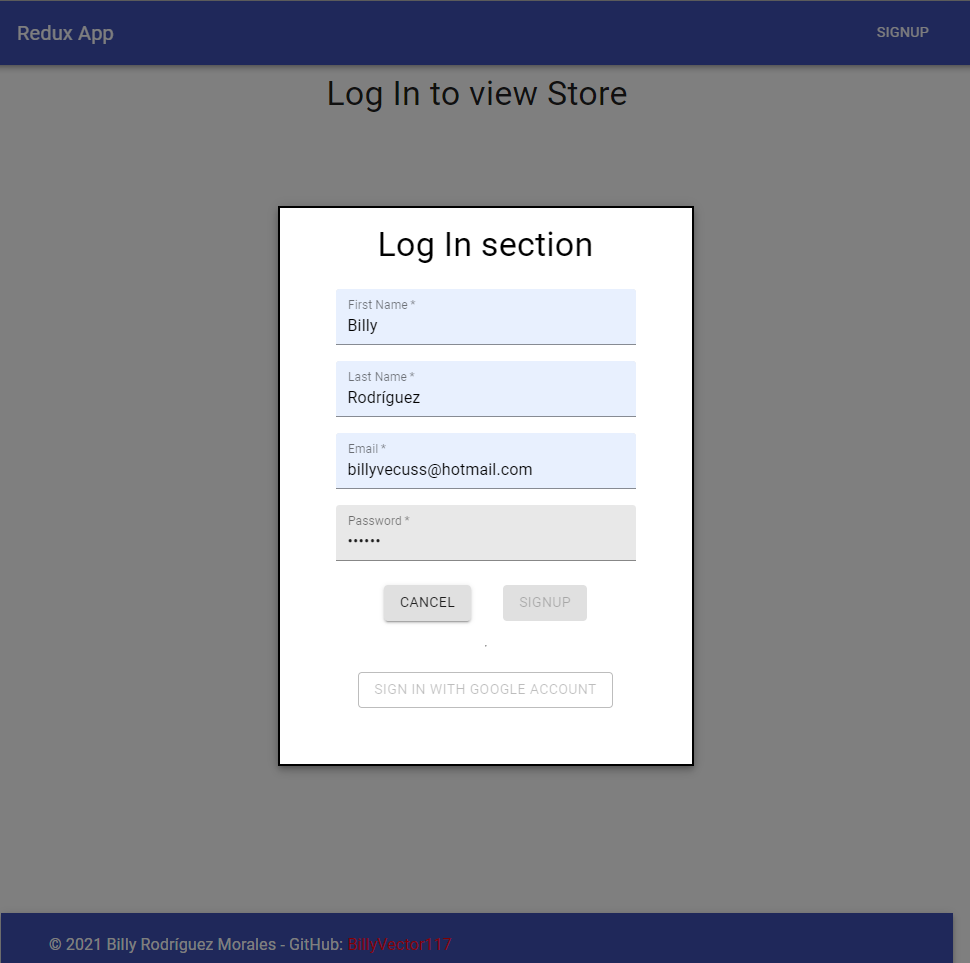 Redux App
SIGNUP
Log In to view Store
Log In section
First Name *
Billy
Last Name *
Rodríguez
Email *
billyvecuss@hotmail.com
Password *
••••••
CANCEL
SIGNUP
.
SIGN IN WITH GOOGLE ACCOUNT
© 2021 Billy Rodríguez Morales - GitHub: BillyVoctor117